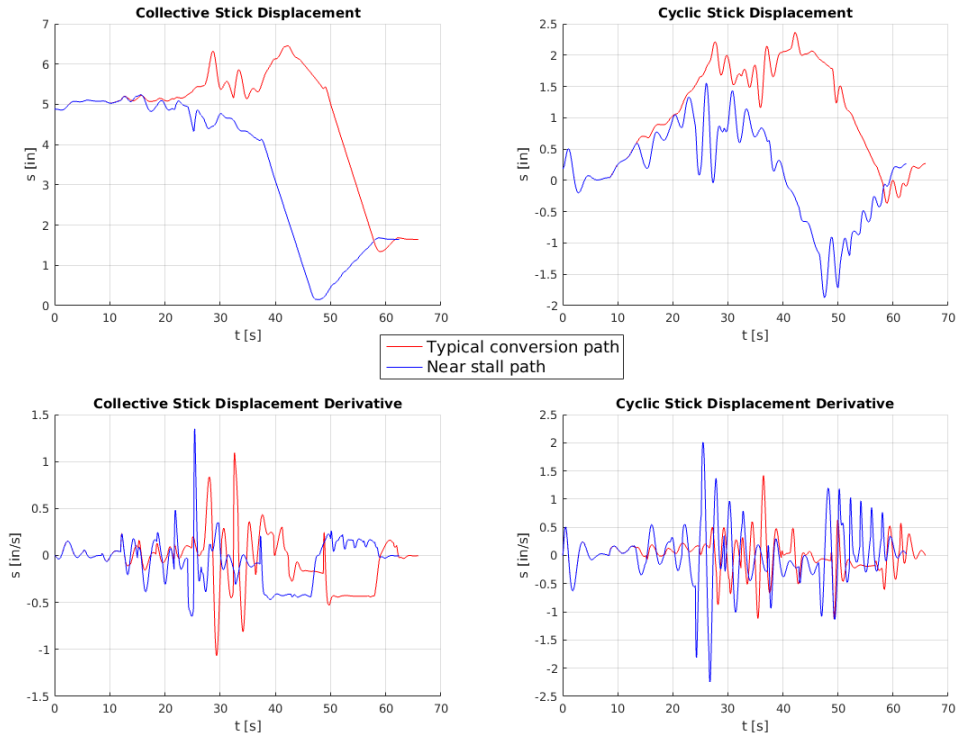 Collective Stick Displacement
7
6
5
4
3
2
1
0
s [in]
0 10 20 30 40 50 60 70
t [s]
Cyclic Stick Displacement
2.5
2
1.5
1
0.5
0
-0.5
-1
-1.5
-2
s [in]
0 10 20 30 40 50 60 70
t [s]
Typical conversion path
Near stall path
Collective Stick Displacement Derivative
1.5
1
0.5
0
-0.5
-1
-1.5
s [in/s]
0 10 20 30 40 50 60 70
t [s]
Cyclic Stick Displacement Derivative
2.5
2
1.5
1
0.5
0
-0.5
-1
-1.5
-2
-2.5
s [in/s]
0 10 20 30 40 50 60 70
t [s]